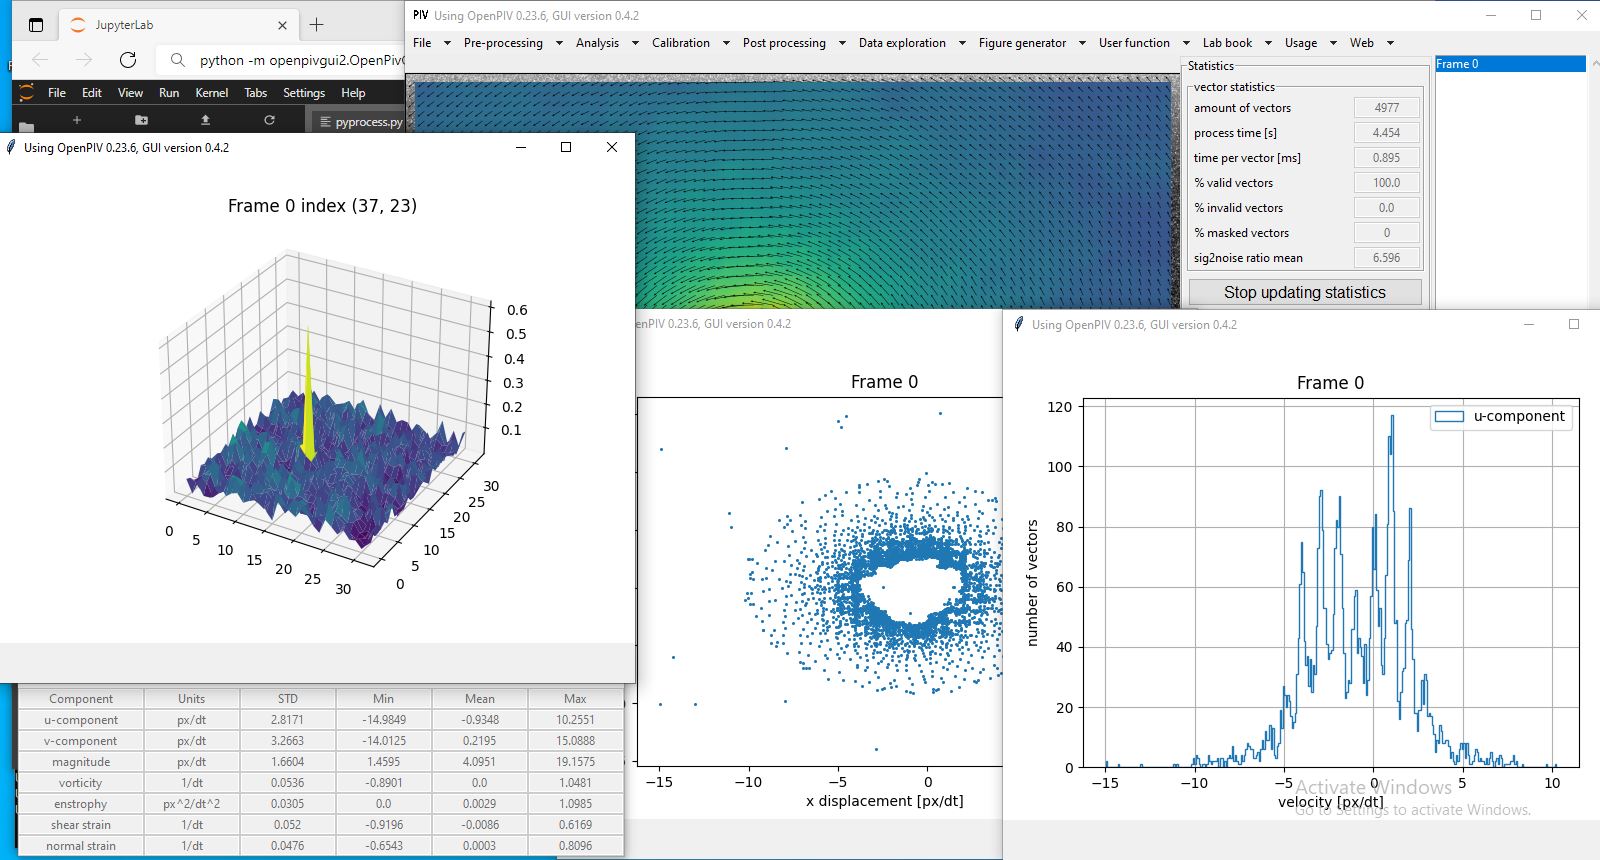 JupyterLab
python -m openpivgui2.OpenPiv
File Edit View Run Kernel Tabs Settings Help
pyprocess.py
PIV Using OpenPIV 0.23.6, GUI version 0.4.2
File Pre-processing Analysis Calibration Post processing Data exploration Figure generator User function Lab book Usage Web
Statistics
vector statistics
amount of vectors 4977
process time [s] 4.454
time per vector [ms] 0.895
% valid vectors 100.0
% invalid vectors 0.0
% masked vectors 0
sig2noise ratio mean 6.596
Stop updating statistics
Frame 0
Using OpenPIV 0.23.6, GUI version 0.4.2
Frame 0 index (37, 23)
0.6
0.5
0.4
0.3
0.2
0.1
0 5 10 15 20 25 30
0 5 10 15 20 25 30
Component Units STD Min Mean Max
u-component px/dt 2.8171 -14.9849 -0.9348 10.2551
v-component px/dt 3.2663 -14.0125 0.2195 15.0888
magnitude px/dt 1.6604 1.4595 4.0951 19.1575
vorticity 1/dt 0.0536 -0.8901 0.0 1.0481
enstrophy px^2/dt^2 0.0305 0.0 0.0029 1.0985
shear strain 1/dt 0.052 -0.9196 -0.0086 0.6169
normal strain 1/dt 0.0476 -0.6543 0.0003 0.8096
enPIV 0.23.6, GUI version 0.4.2
Frame 0
−15 −10 −5 0
x displacement [px/dt]
Using OpenPIV 0.23.6, GUI version 0.4.2
Frame 0
u-component
120
100
80
60
40
20
0
number of vectors
−15 −10 −5 0 5 10
velocity [px/dt]
Activate Windows
Go to Settings to activate Windows.